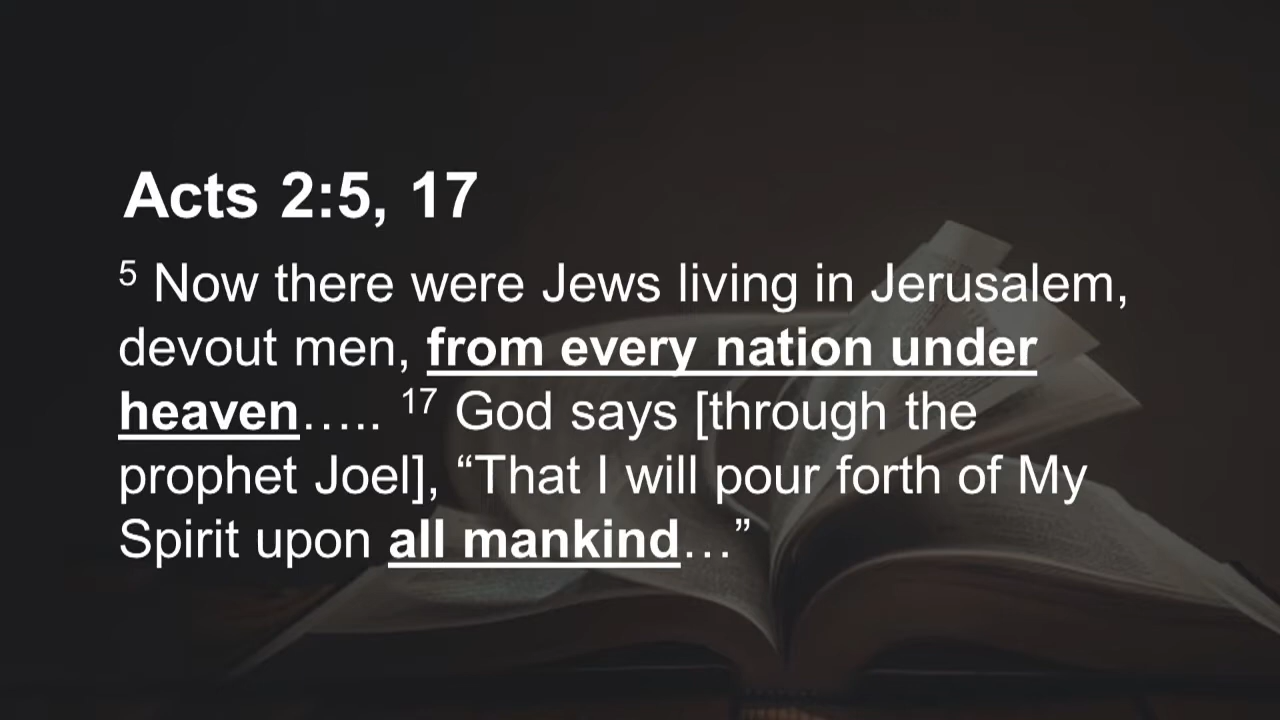 Acts 2:5, 17
5 Now there were Jews living in Jerusalem,
devout men, from every nation under
heaven….. 17 God says [through the
prophet Joel], “That I will pour forth of My
Spirit upon all mankind…”